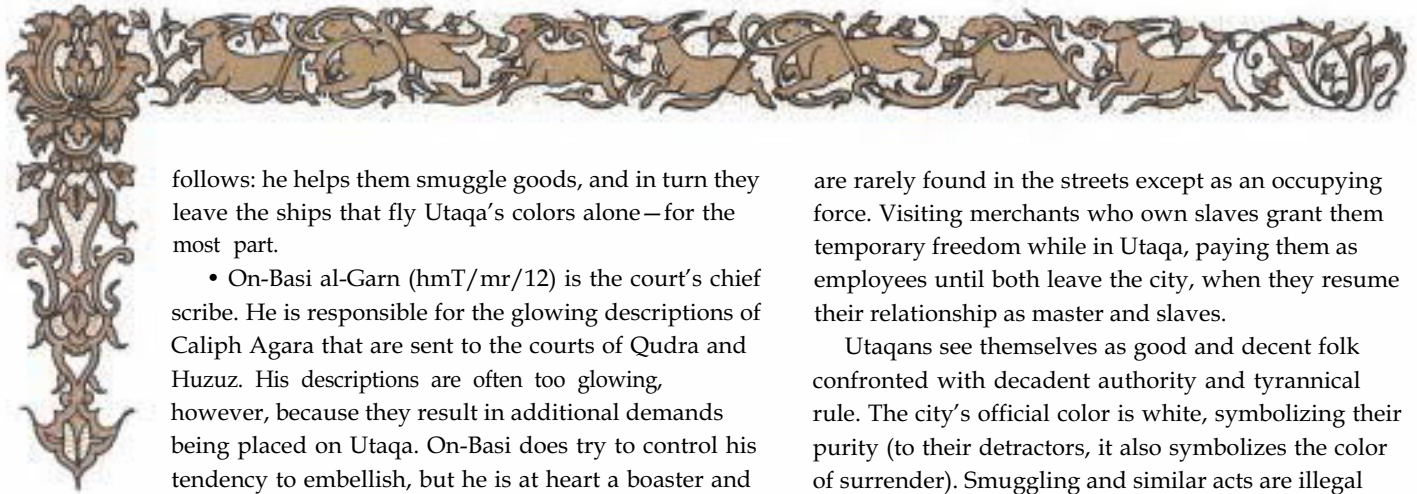 follows: he helps them smuggle goods, and in turn they
leave the ships that fly Utaqa's colors alone—for the
most part.
• On-Basi al-Garn (hmT/mr/12) is the court's chief
scribe. He is responsible for the glowing descriptions of
Caliph Agara that are sent to the courts of Qudra and
Huzuz. His descriptions are often too glowing,
however, because they result in additional demands
being placed on Utaqa. On-Basi does try to control his
tendency to embellish, but he is at heart a boaster and
are rarely found in the streets except as an occupying
force. Visiting merchants who own slaves grant them
temporary freedom while in Utaqa, paying them as
employees until both leave the city, when they resume
their relationship as master and slaves.
Utaqans see themselves as good and decent folk
confronted with decadent authority and tyrannical
rule. The city's official color is white, symbolizing their
purity (to their detractors, it also symbolizes the color
of surrender). Smuggling and similar acts are illegal